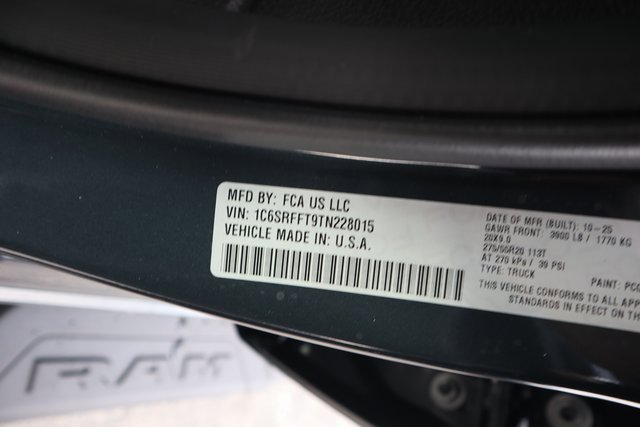 MFD BY: FCA US LLC
VIN: 1C6SRFFT9TN228015
VEHICLE MADE IN: U.S.A.
DATE OF MFR (BUILT): 10-25
GAWR FRONT: 3900 LB / 1770 KG
20X9.0
275/55R20 113T
AT 270 kPa / 39 PSI
TYPE: TRUCK
PAINT: PCQ
THIS VEHICLE CONFORMS TO ALL APP
STANDARDS IN EFFECT ON THE
RAM